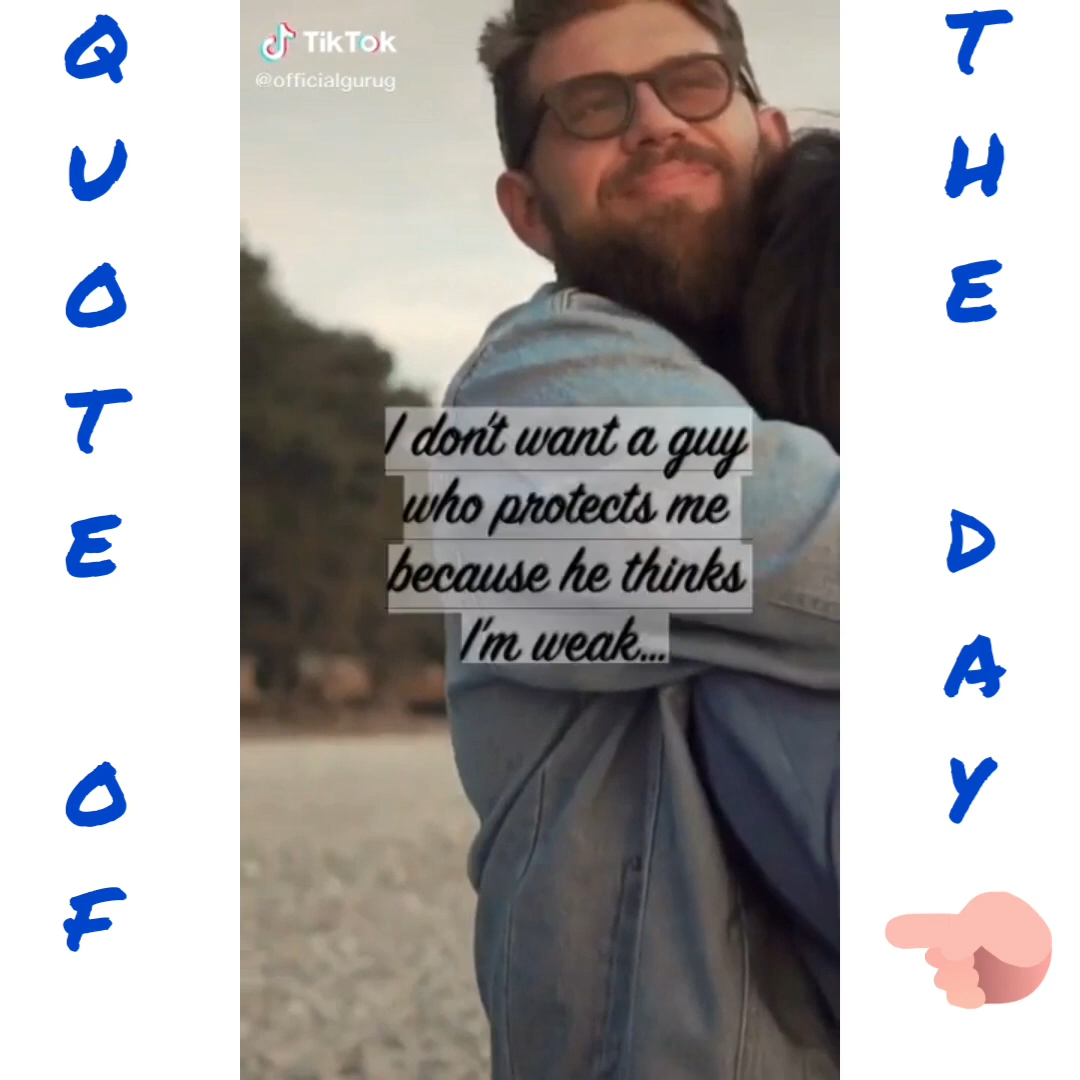 QUOTE OF
TikTok
@officialgurug
I don't want a guy
who protects me
because he thinks
I'm weak...
THE DAY